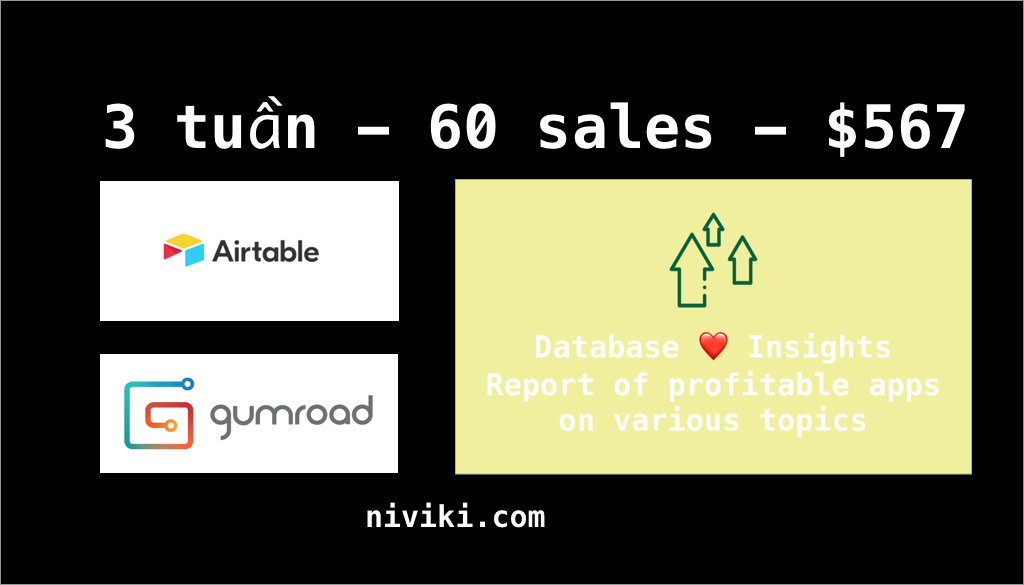 3 tuần – 60 sales – $567
Airtable
gumroad
Database ❤️ Insights
Report of profitable apps
on various topics
niviki.com